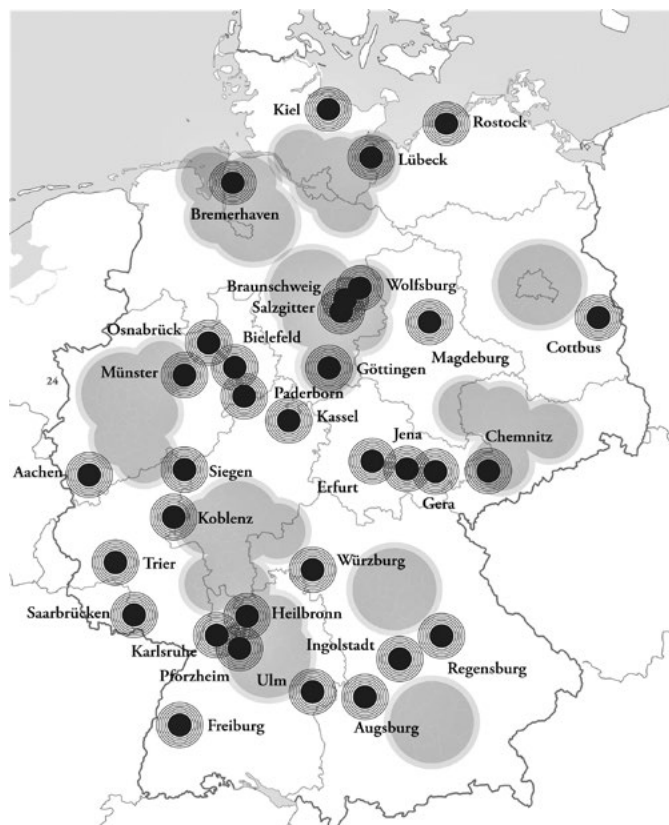 Kiel
Rostock
Lübeck
Bremerhaven
Braunschweig
Wolfsburg
Salzgitter
Osnabrück
Bielefeld
Magdeburg
Cottbus
Münster
Göttingen
24
Paderborn
Kassel
Jena
Chemnitz
Aachen
Siegen
Erfurt
Gera
Koblenz
Trier
Würzburg
Saarbrücken
Heilbronn
Karlsruhe
Ingolstadt
Regensburg
Pforzheim
Ulm
Augsburg
Freiburg